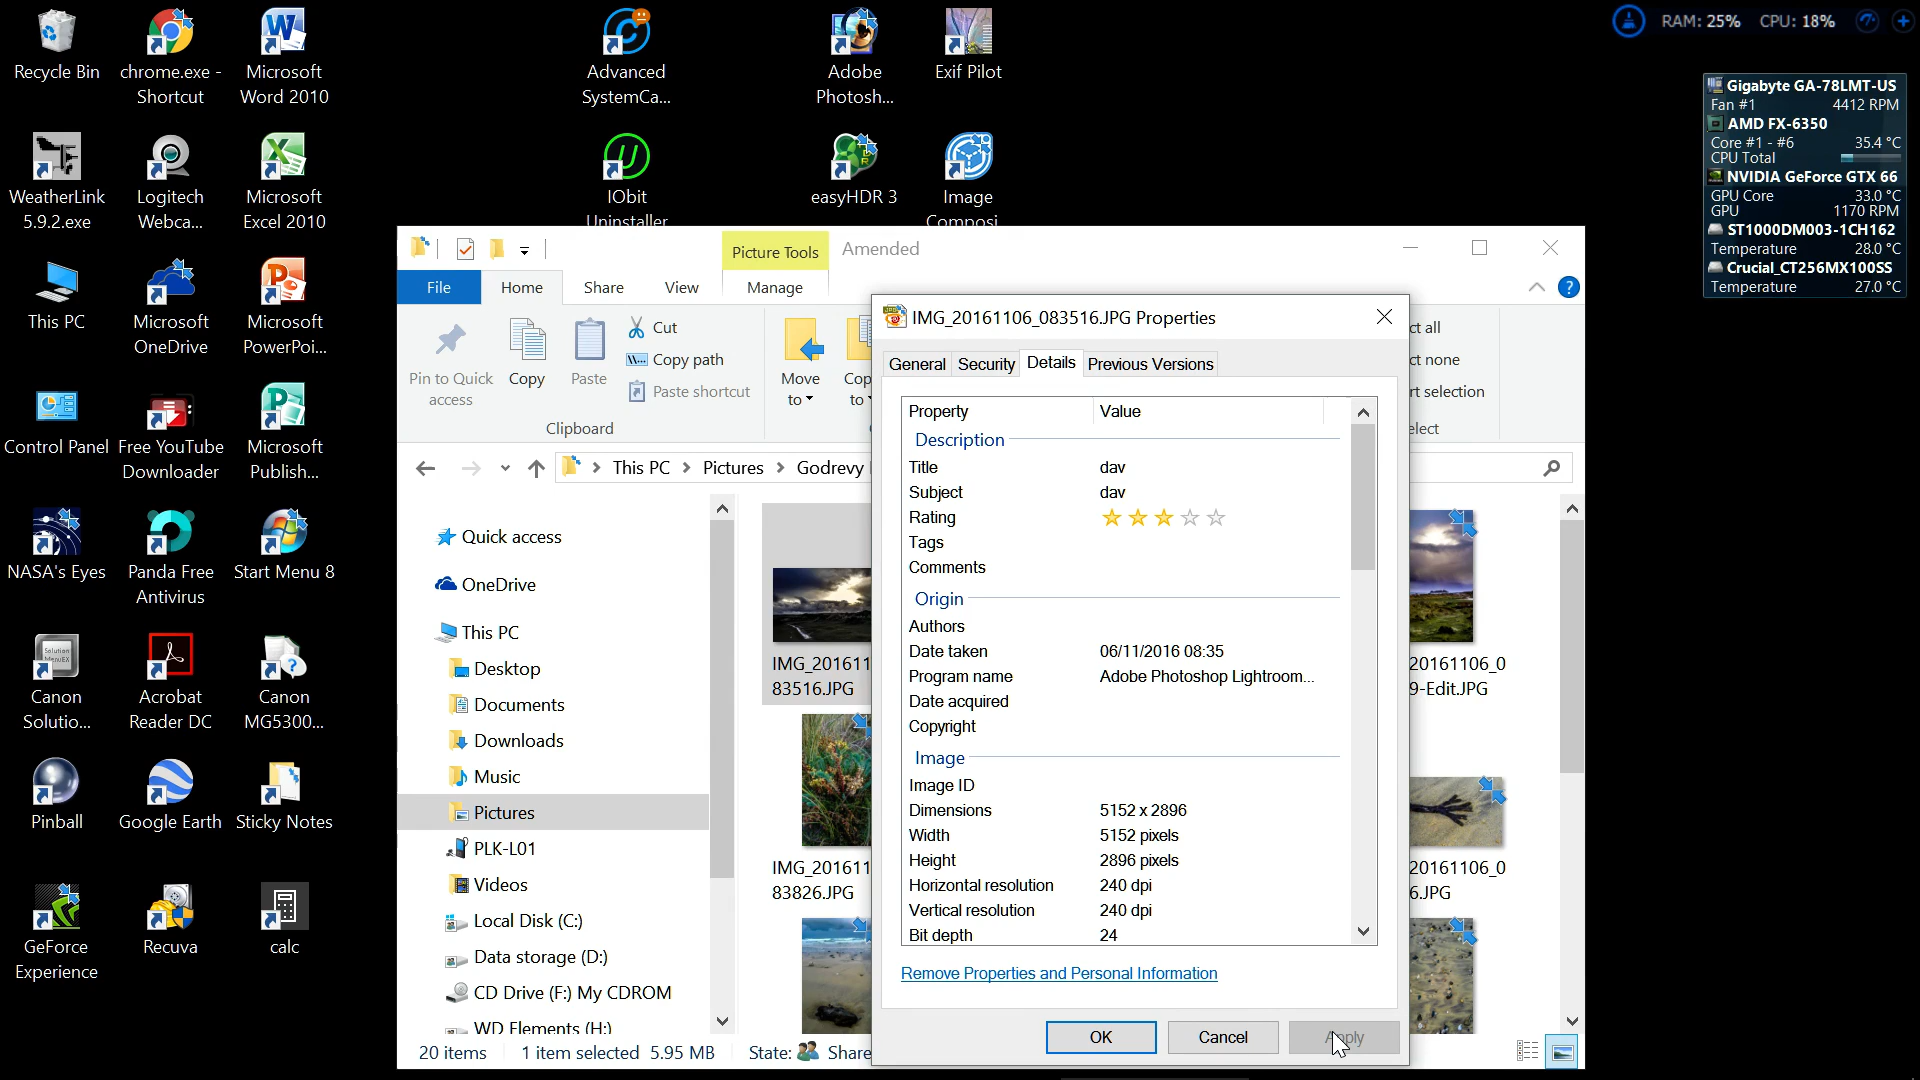 Recycle Bin
chrome.exe -
Shortcut
Microsoft
Word 2010
Advanced
SystemCa...
Adobe
Photosh...
Exif Pilot
WeatherLink
5.9.2.exe
Logitech
Webca...
Microsoft
Excel 2010
IObit
Uninstaller
easyHDR 3
Image
Composi
This PC
Microsoft
OneDrive
Microsoft
PowerPoi...
Control Panel
Free YouTube
Downloader
Microsoft
Publish...
NASA's Eyes
Panda Free
Antivirus
Start Menu 8
Canon
Solutio...
Acrobat
Reader DC
Canon
MG5300...
Pinball
Google Earth
Sticky Notes
GeForce
Experience
Recuva
calc
RAM: 25% CPU: 18%
Gigabyte GA-78LMT-US
Fan #1 4412 RPM
AMD FX-6350
Core #1 - #6 35.4 °C
CPU Total
NVIDIA GeForce GTX 66
GPU Core 33.0 °C
GPU 1170 RPM
ST1000DM003-1CH162
Temperature 28.0 °C
Crucial_CT256MX100SS
Temperature 27.0 °C
Picture Tools
Amended
File
Home
Share
View
Manage
Pin to Quick
access
Copy
Paste
Cut
Copy path
Paste shortcut
Clipboard
Move
to
Cop
to
ct all
ct none
rt selection
elect
This PC > Pictures > Godrevy
Quick access
OneDrive
This PC
Desktop
Documents
Downloads
Music
Pictures
PLK-L01
Videos
Local Disk (C:)
Data storage (D:)
CD Drive (F:) My CDROM
WD Elements (H:)
IMG_201611
83516.JPG
IMG_201611
83826.JPG
20161106_0
9-Edit.JPG
20161106_0
6.JPG
20 items
1 item selected 5.95 MB
State:
Share
IMG_20161106_083516.JPG Properties
General
Security
Details
Previous Versions
Property Value
Description
Title dav
Subject dav
Rating
Tags
Comments
Origin
Authors
Date taken 06/11/2016 08:35
Program name Adobe Photoshop Lightroom...
Date acquired
Copyright
Image
Image ID
Dimensions 5152 x 2896
Width 5152 pixels
Height 2896 pixels
Horizontal resolution 240 dpi
Vertical resolution 240 dpi
Bit depth 24
Remove Properties and Personal Information
OK
Cancel
Apply